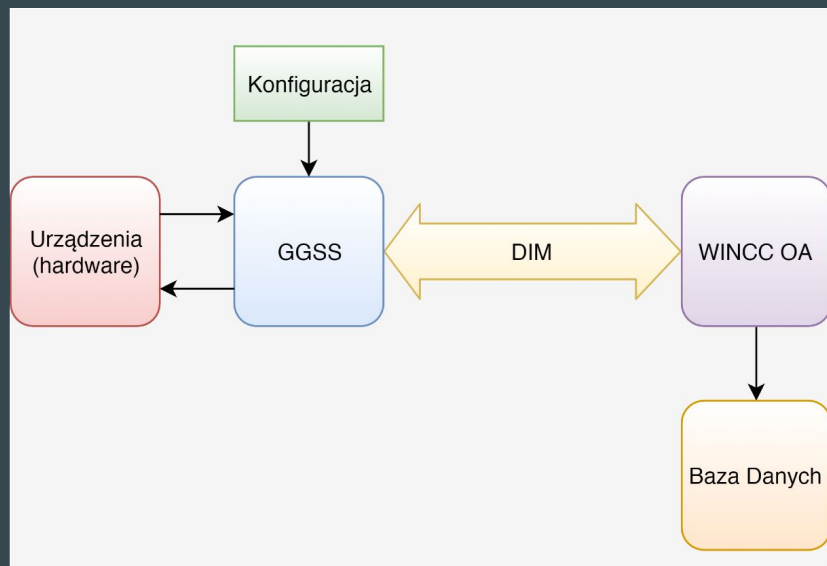 Konfiguracja
Urządzenia
(hardware)
GGSS
DIM
WINCC OA
Baza Danych